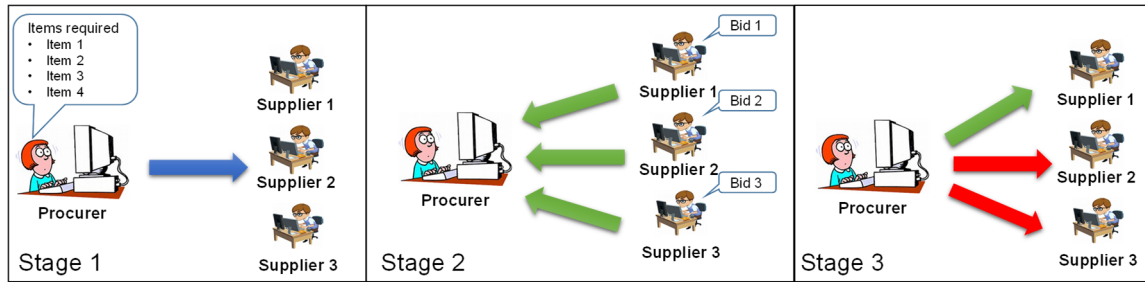 Items required
• Item 1
• Item 2
• Item 3
• Item 4
Supplier 1
Supplier 2
Procurer
Supplier 3
Stage 1
Bid 1
Supplier 1
Bid 2
Supplier 2
Procurer
Bid 3
Supplier 3
Stage 2
Supplier 1
Supplier 2
Procurer
Supplier 3
Stage 3